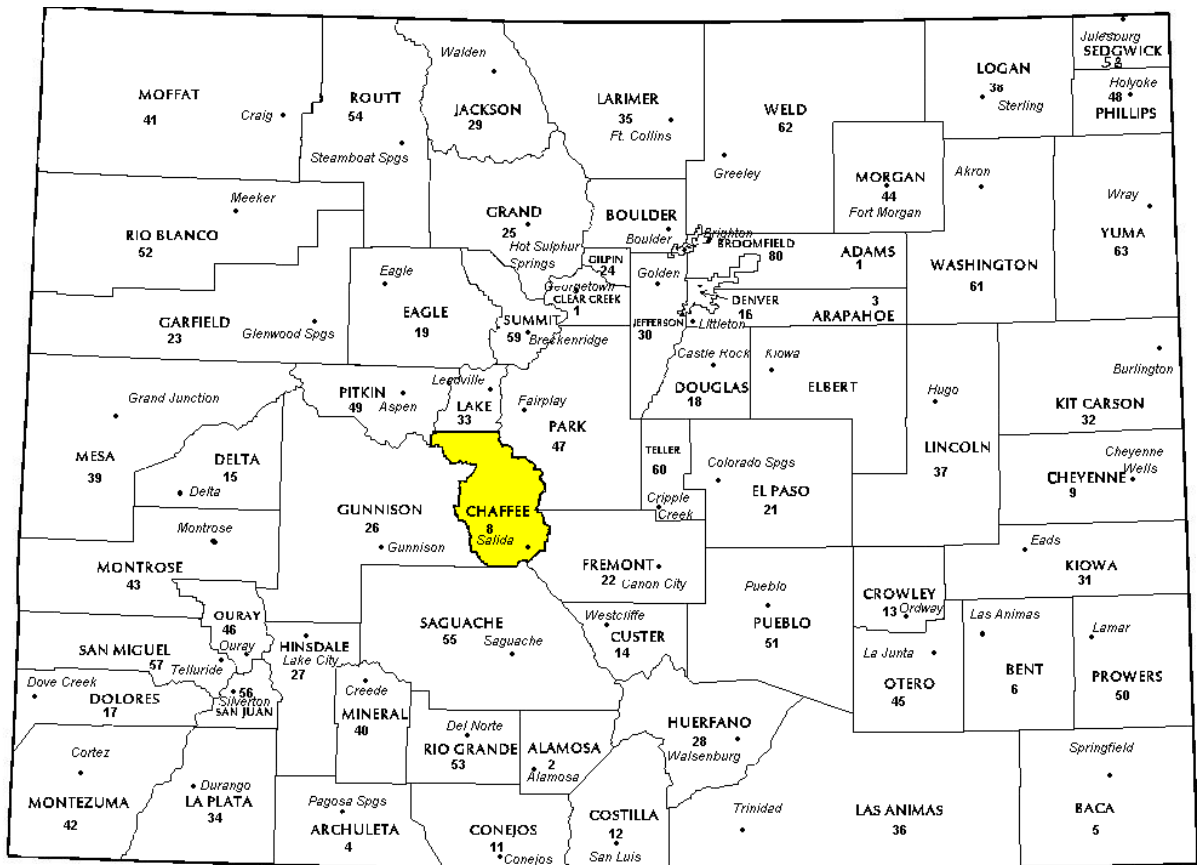 Walden
Julesburg
SEDGWICK
58
MOFFAT
41
Craig
ROUTT
54
Steamboat Spgs
JACKSON
29
LARIMER
35
Ft. Collins
WELD
62
Greeley
LOGAN
38
Sterling
Holyoke
48
PHILLIPS
Meeker
RIO BLANCO
52
GRAND
25
Hot Sulphur
Springs
BOULDER
Boulder
MORGAN
44
Fort Morgan
Akron
WASHINGTON
61
Wray
YUMA
63
Brighton
BROOMFIELD
80
ADAMS
1
GILPIN
24
Golden
Georgetown
CLEAR CREEK
1
DENVER
16
3
ARAPAHOE
Littleton
JEFFERSON
30
Eagle
EAGLE
19
SUMMIT
59
Breckenridge
GARFIELD
23
Glenwood Spgs
Castle Rock
DOUGLAS
18
Kiowa
ELBERT
Hugo
LINCOLN
37
Burlington
KIT CARSON
32
Grand Junction
MESA
39
PITKIN
49
Aspen
Leadville
LAKE
33
Fairplay
PARK
47
TELLER
60
Cripple
Creek
Colorado Spgs
EL PASO
21
Cheyenne
Wells
CHEYENNE
9
DELTA
15
Delta
GUNNISON
26
Gunnison
CHAFFEE
8
Salida
Montrose
MONTROSE
43
FREMONT
22
Canon City
Pueblo
PUEBLO
51
CROWLEY
13
Ordway
Eads
KIOWA
31
OURAY
46
Ouray
HINSDALE
Lake City
27
SAGUACHE
55
Saguache
Westcliffe
CUSTER
14
La Junta
OTERO
45
Las Animas
BENT
6
Lamar
PROWERS
50
SAN MIGUEL
57
Telluride
Dove Creek
DOLORES
17
56
Silverton
SAN JUAN
Creede
MINERAL
40
Del Norte
RIO GRANDE
53
ALAMOSA
2
Alamosa
HUERFANO
28
Walsenburg
Cortez
MONTEZUMA
42
Durango
LA PLATA
34
Pagosa Spgs
ARCHULETA
4
CONEJOS
11
Conejos
COSTILLA
12
San Luis
Trinidad
LAS ANIMAS
36
Springfield
BACA
5